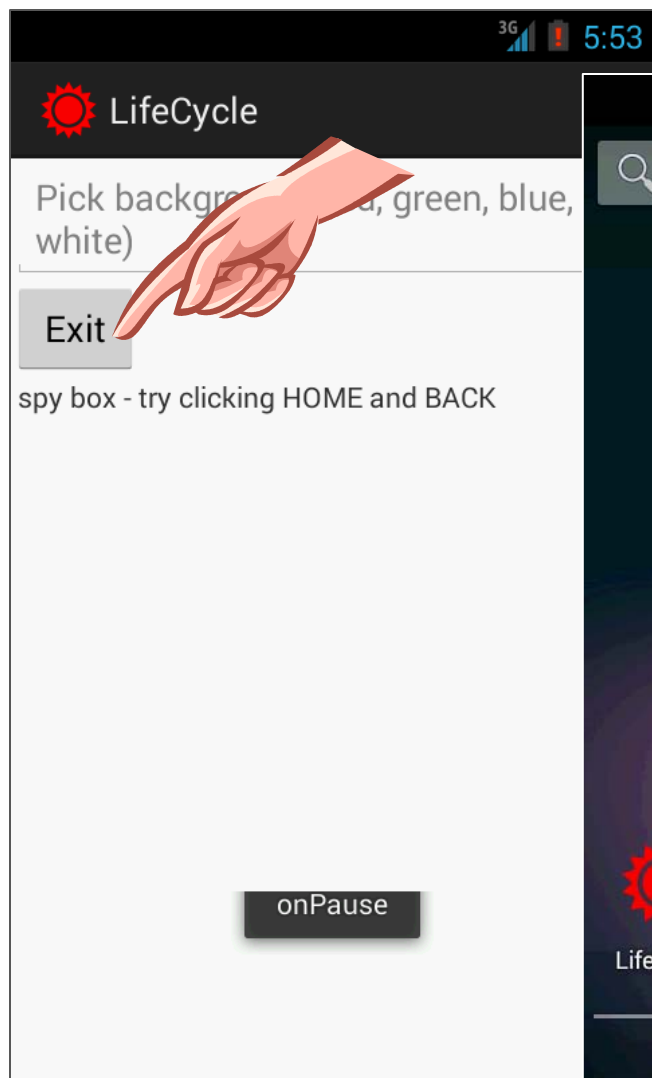 3G 5:53
LifeCycle
Pick backgr d, green, blue,
white)
Exit
spy box - try clicking HOME and BACK
onPause
Life